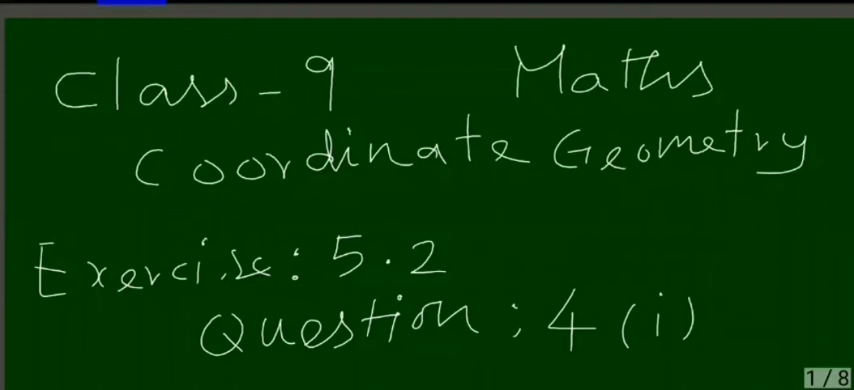 Class-9 Maths
Coordinate Geometry
Exercise: 5.2
Question: 4 (i)
1/8